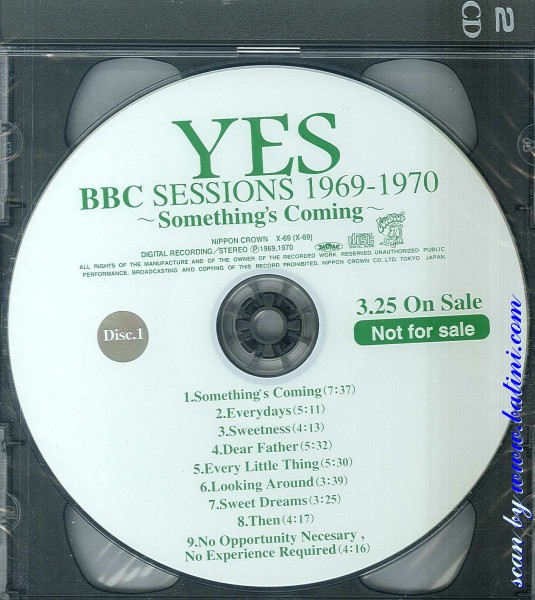 2
CD
YES
BBC SESSIONS 1969-1970
~Something's Coming~
NIPPON CROWN X-69 (X-69)
DIGITAL RECORDING/STEREO Ⓟ1969,1970
ALL RIGHTS OF THE MANUFACTURE AND OF THE OWNER OF THE RECORDED WORK RESERVED.UNAUTHORIZED PUBLIC
PERFORMANCE, BROADCASTING AND COPYING OF THIS RECORD PROHIBITED. NIPPON CROWN CO.LTD. TOKYO JAPAN.
3.25 On Sale
Not for sale
Disc.1
1.Something's Coming(7:37)
2.Everydays(5:11)
3.Sweetness(4:13)
4.Dear Father(5:32)
5.Every Little Thing(5:30)
6.Looking Around(3:39)
7.Sweet Dreams(3:25)
8.Then(4:17)
9.No Opportunity Necesary,
No Experience Required(4:16)
scan by www.balini.com